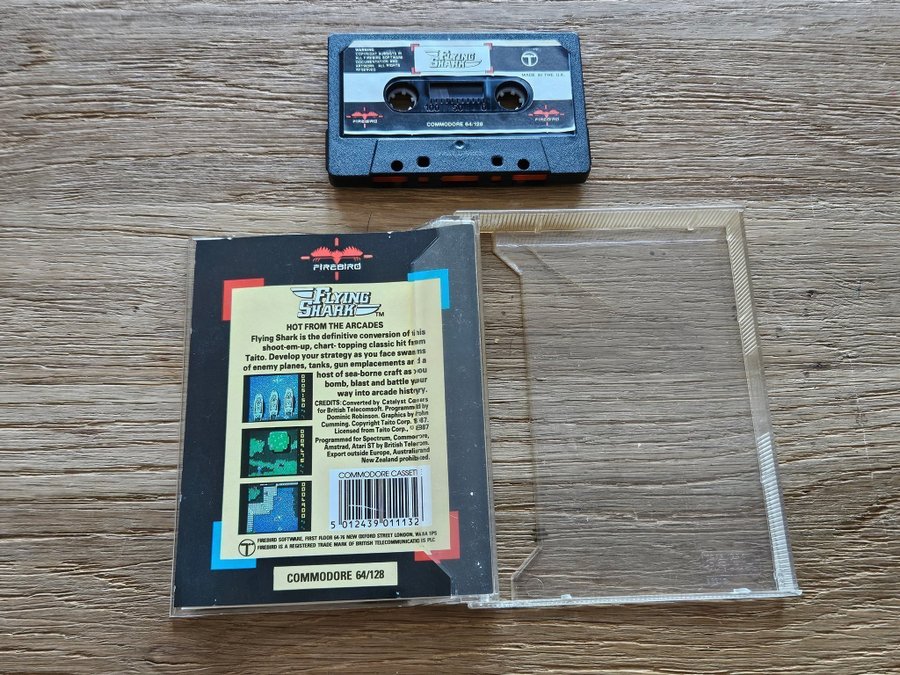 WARNING
COPYRIGHT SUBSISTS IN
ALL FIREBIRD SOFTWARE
DOCUMENTATION AND
ARTWORK. ALL RIGHTS
RESERVED
FLYING
SHARK
T
MADE IN THE U.K.
100 50 0
FIREBIRD
FIREBIRD
COMMODORE 64/128
FIREBIRD
FLYING
SHARK™
HOT FROM THE ARCADES
Flying Shark is the definitive conversion of this
shoot-em-up, chart- topping classic hit from
Taito. Develop your strategy as you face swarms
of enemy planes, tanks, gun emplacements and a
host of sea-borne craft as you
bomb, blast and battle your
way into arcade history.
CREDITS: Converted by Catalyst Coders
for British Telecomsoft. Programmed by
Dominic Robinson. Graphics by John
Cumming. Copyright Taito Corp. 1987.
Licensed from Taito Corp., © 1987
Programmed for Spectrum, Commodore,
Amstrad, Atari ST by British Telecom.
Export outside Europe, Australia and
New Zealand prohibited.
COMMODORE CASSETT
5 012439 011132
T
FIREBIRD SOFTWARE, FIRST FLOOR 64-76 NEW OXFORD STREET LONDON, WC1A 1PS
FIREBIRD IS A REGISTERED TRADE MARK OF BRITISH TELECOMMUNICATIONS PLC
COMMODORE 64/128